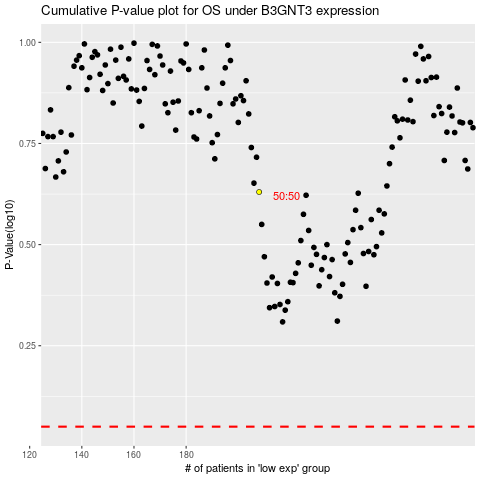 Cumulative P-value plot for OS under B3GNT3 expression
1.00
0.75
50:50
0.50
0.25
P-Value(log10)
120 140 160 180
# of patients in 'low exp' group